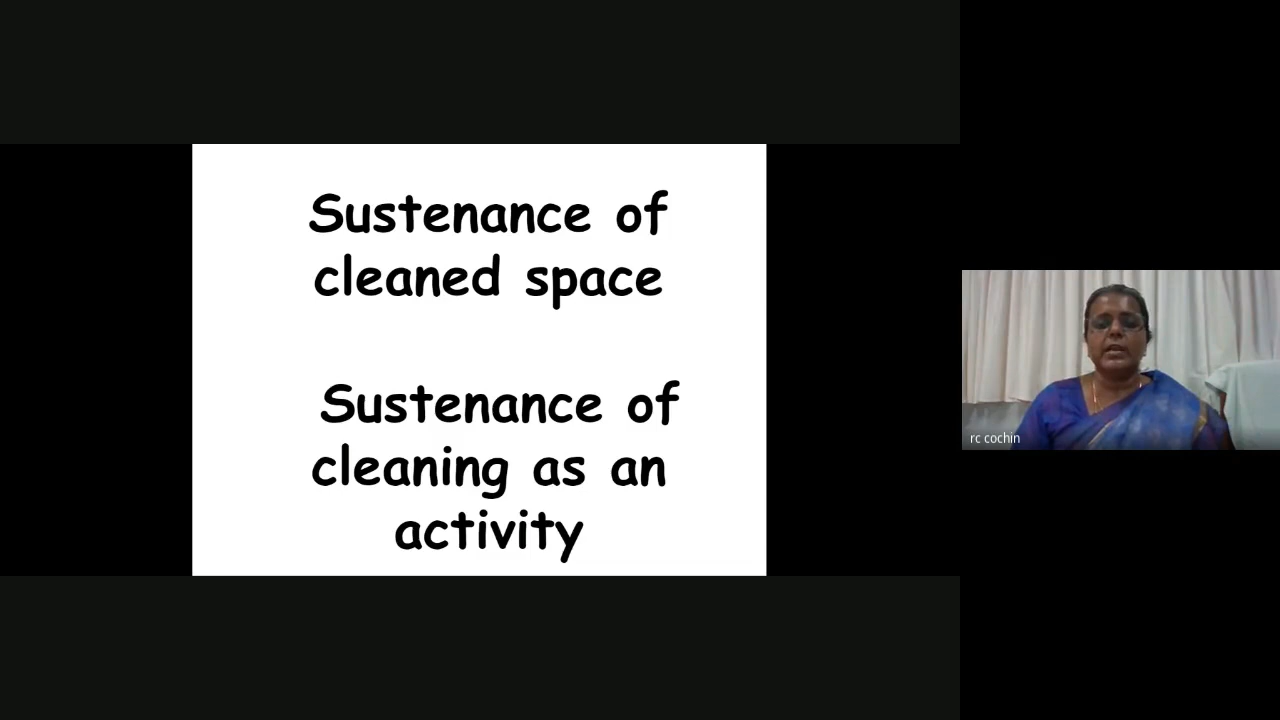 Sustenance of
cleaned space
Sustenance of
cleaning as an
activity
rc cochin